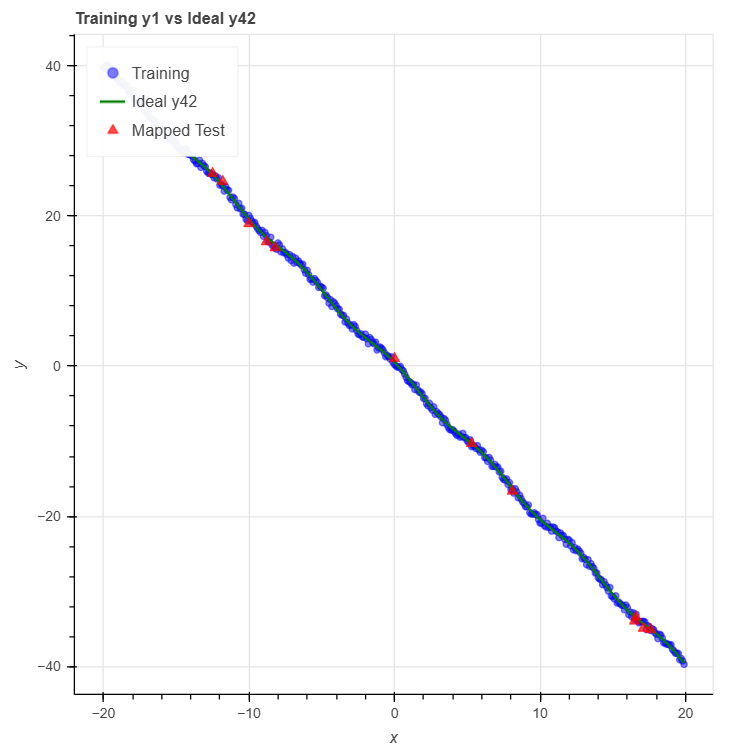 Training y1 vs Ideal y42
Training
Ideal y42
Mapped Test
40
20
0
−20
−40
y
−20
−10
0
10
20
x